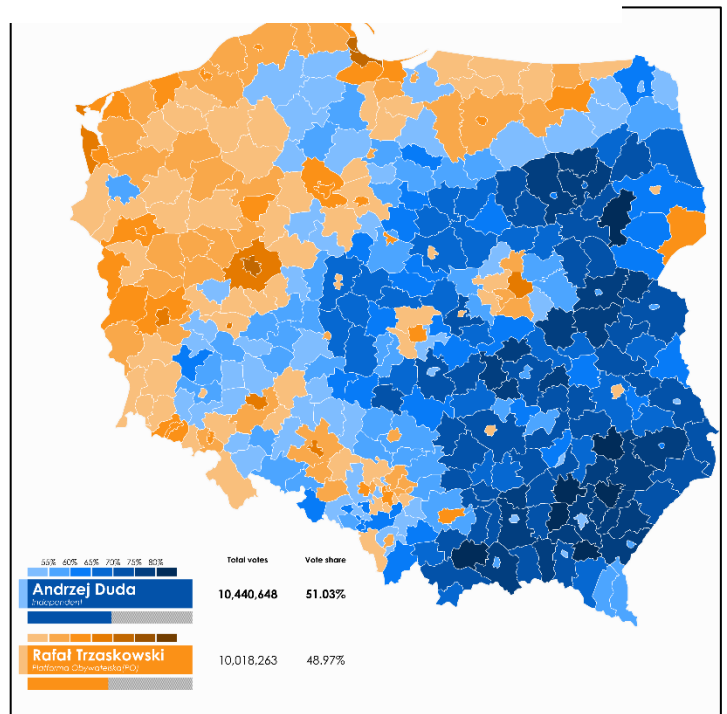 55% 60% 65% 70% 75% 80%
Total votes Vote share
Andrzej Duda
Independent
10,440,648 51.03%
Rafał Trzaskowski
Platforma Obywatelska(PO)
10,018,263 48.97%